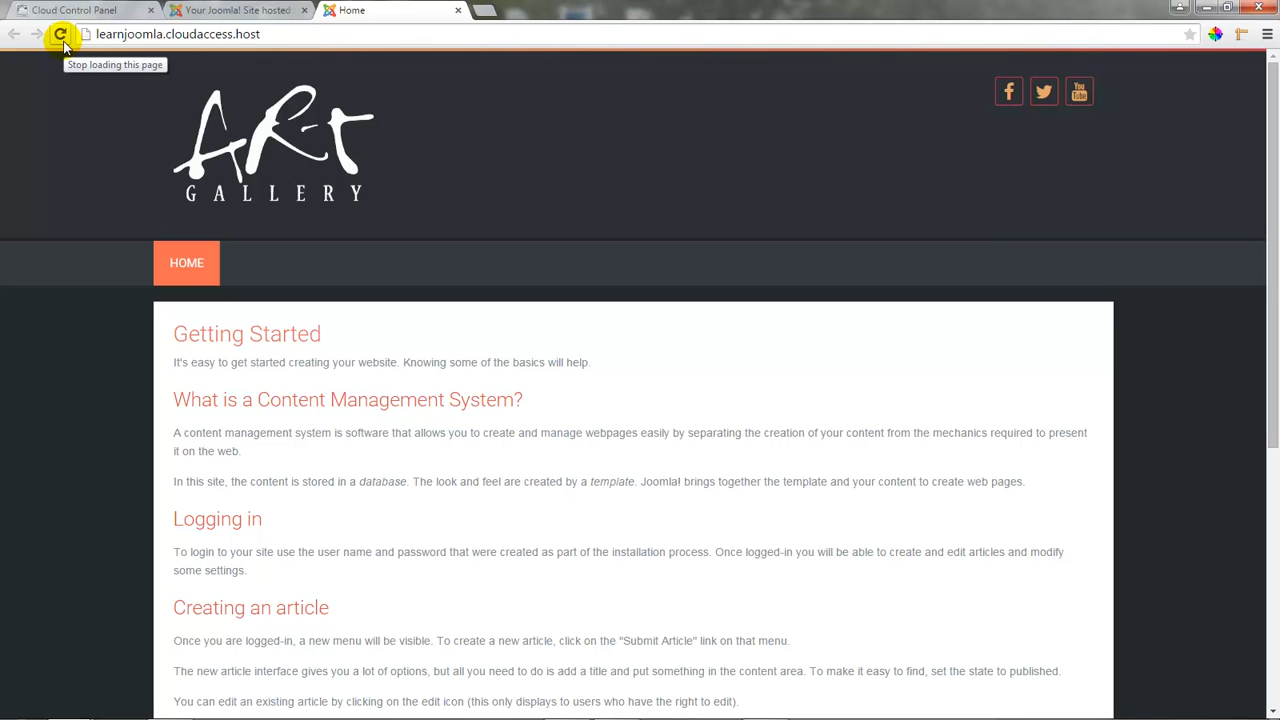 Cloud Control Panel
Your Joomla! Site hosted
Home
learnjoomla.cloudaccess.host
Stop loading this page
ART
GALLERY
You
Tube
HOME
Getting Started
It's easy to get started creating your website. Knowing some of the basics will help.
What is a Content Management System?
A content management system is software that allows you to create and manage webpages easily by separating the creation of your content from the mechanics required to present
it on the web.
In this site, the content is stored in a database. The look and feel are created by a template. Joomla! brings together the template and your content to create web pages.
Logging in
To login to your site use the user name and password that were created as part of the installation process. Once logged-in you will be able to create and edit articles and modify
some settings.
Creating an article
Once you are logged-in, a new menu will be visible. To create a new article, click on the "Submit Article" link on that menu.
The new article interface gives you a lot of options, but all you need to do is add a title and put something in the content area. To make it easy to find, set the state to published.
You can edit an existing article by clicking on the edit icon (this only displays to users who have the right to edit).